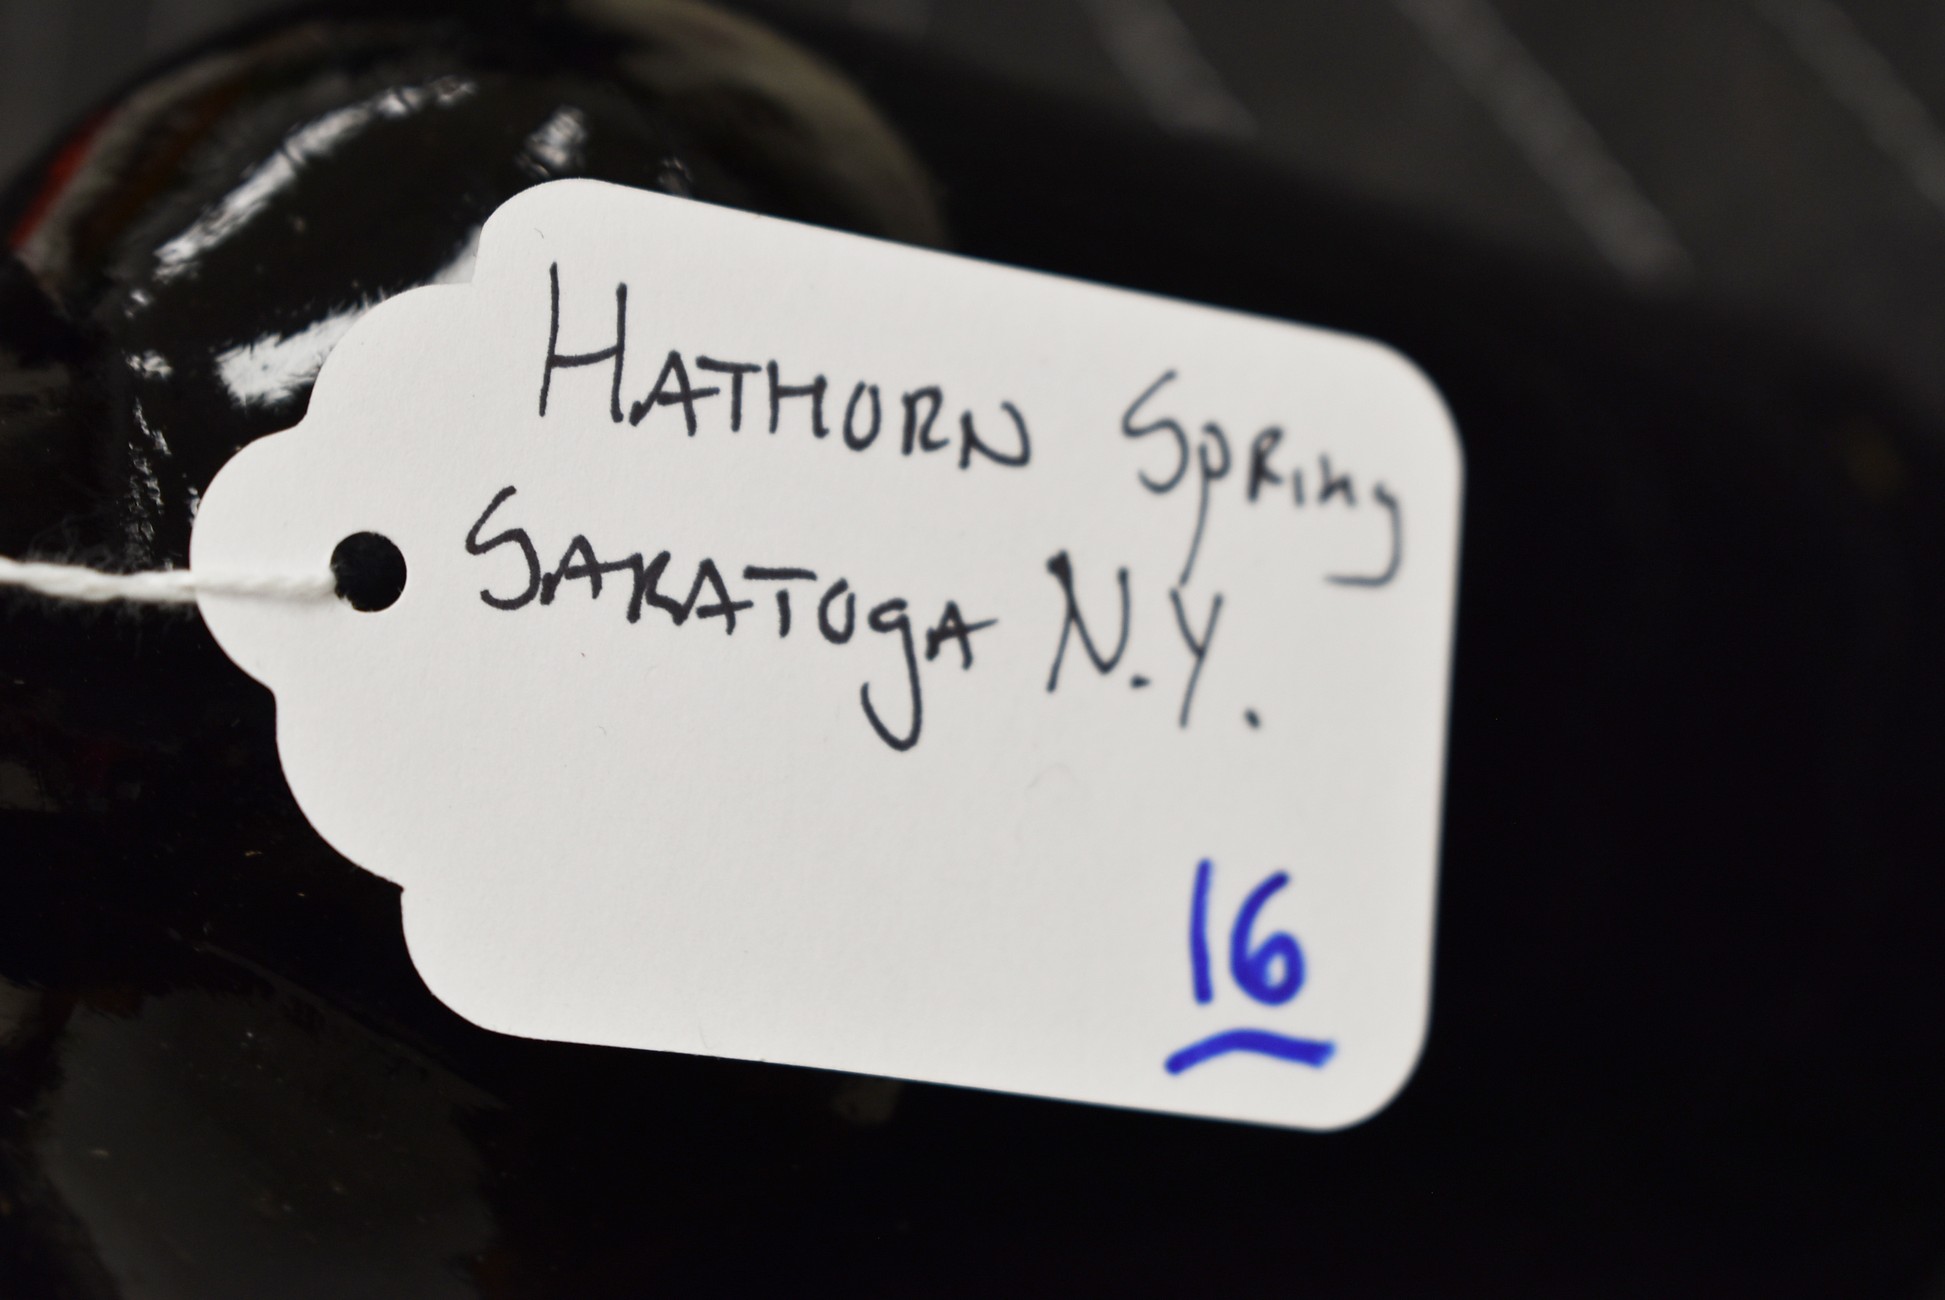 HATHORN Spring
SARATOgA N.Y.
16